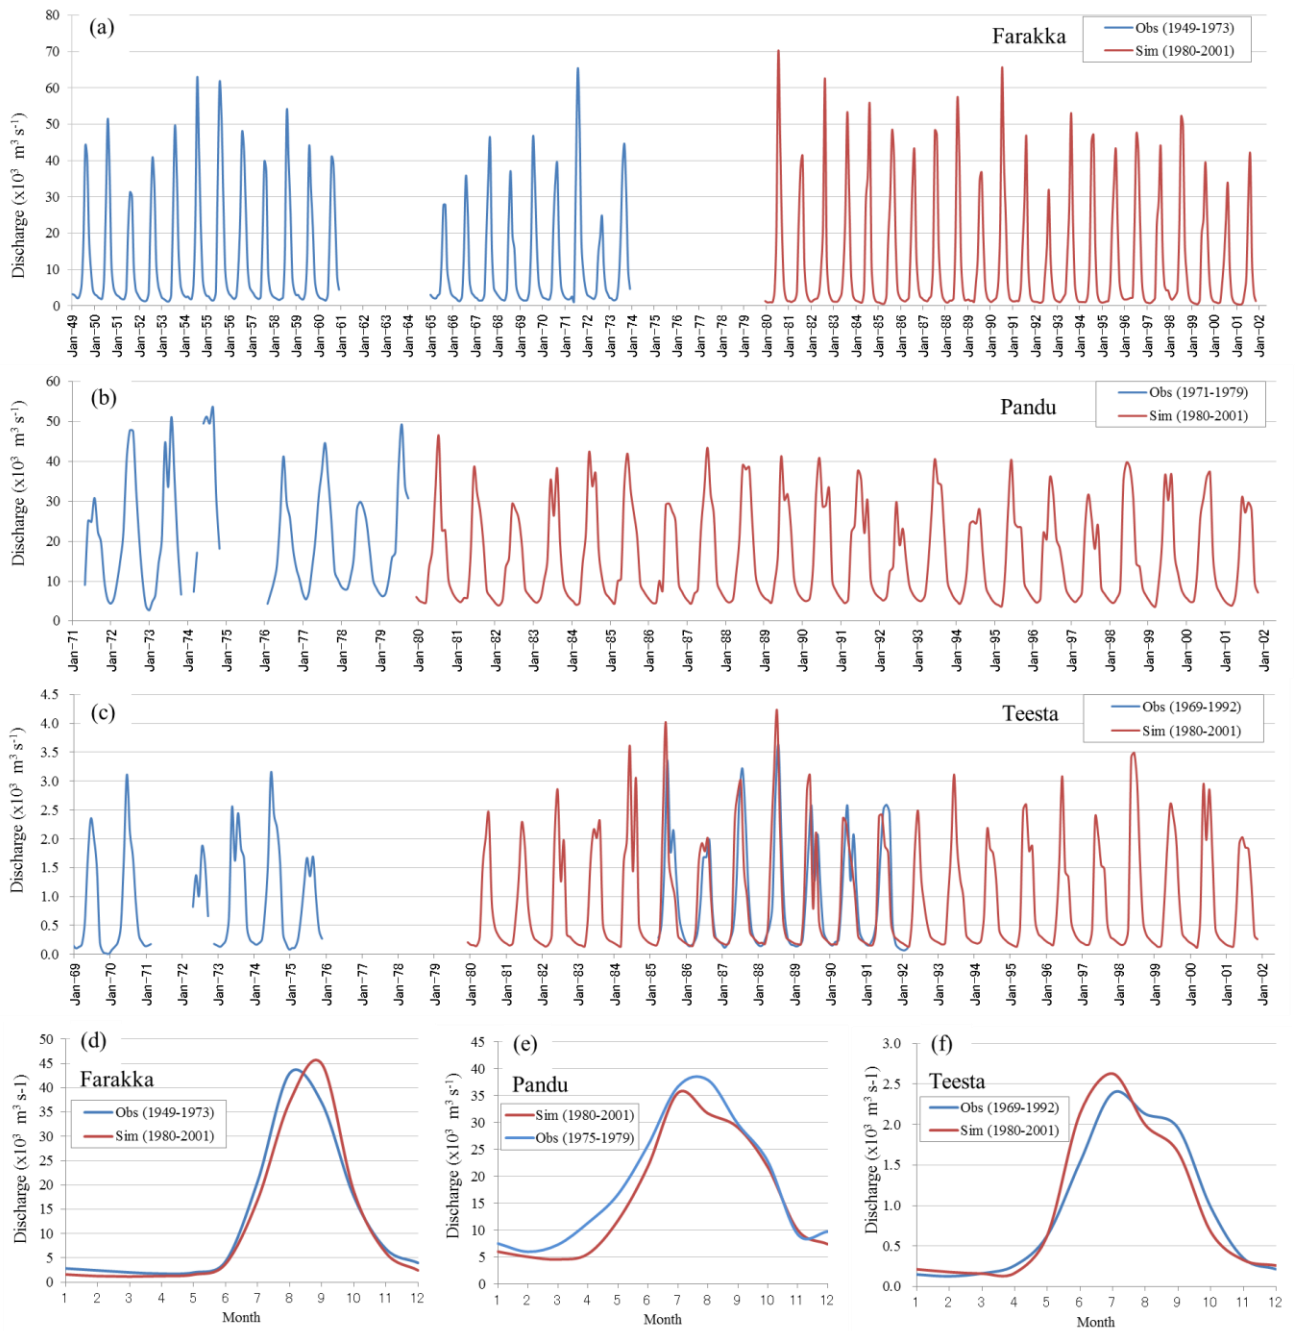 (a)
Farakka
Obs (1949-1973)
Sim (1980-2001)
Discharge (x10³ m³ s⁻¹)
80
70
60
50
40
30
20
10
0
Jan-49 Jan-50 Jan-51 Jan-52 Jan-53 Jan-54 Jan-55 Jan-56 Jan-57 Jan-58 Jan-59 Jan-60 Jan-61 Jan-62 Jan-63 Jan-64 Jan-65 Jan-66 Jan-67 Jan-68 Jan-69 Jan-70 Jan-71 Jan-72 Jan-73 Jan-74 Jan-75 Jan-76 Jan-77 Jan-78 Jan-79 Jan-80 Jan-81 Jan-82 Jan-83 Jan-84 Jan-85 Jan-86 Jan-87 Jan-88 Jan-89 Jan-90 Jan-91 Jan-92 Jan-93 Jan-94 Jan-95 Jan-96 Jan-97 Jan-98 Jan-99 Jan-00 Jan-01 Jan-02
(b)
Pandu
Obs (1971-1979)
Sim (1980-2001)
Discharge (x10³ m³ s⁻¹)
60
50
40
30
20
10
0
Jan-71 Jan-72 Jan-73 Jan-74 Jan-75 Jan-76 Jan-77 Jan-78 Jan-79 Jan-80 Jan-81 Jan-82 Jan-83 Jan-84 Jan-85 Jan-86 Jan-87 Jan-88 Jan-89 Jan-90 Jan-91 Jan-92 Jan-93 Jan-94 Jan-95 Jan-96 Jan-97 Jan-98 Jan-99 Jan-00 Jan-01 Jan-02
(c)
Teesta
Obs (1969-1992)
Sim (1980-2001)
Discharge (x10³ m³ s⁻¹)
4.5
4.0
3.5
3.0
2.5
2.0
1.5
1.0
0.5
0.0
Jan-69 Jan-70 Jan-71 Jan-72 Jan-73 Jan-74 Jan-75 Jan-76 Jan-77 Jan-78 Jan-79 Jan-80 Jan-81 Jan-82 Jan-83 Jan-84 Jan-85 Jan-86 Jan-87 Jan-88 Jan-89 Jan-90 Jan-91 Jan-92 Jan-93 Jan-94 Jan-95 Jan-96 Jan-97 Jan-98 Jan-99 Jan-00 Jan-01 Jan-02
(d)
Farakka
Obs (1949-1973)
Sim (1980-2001)
Discharge (x10³ m³ s-1)
50
45
40
35
30
25
20
15
10
5
0
1 2 3 4 5 6 7 8 9 10 11 12
Month
(e)
Pandu
Sim (1980-2001)
Obs (1975-1979)
Discharge (x10³ m³ s⁻¹)
45
40
35
30
25
20
15
10
5
0
1 2 3 4 5 6 7 8 9 10 11 12
Month
(f)
Teesta
Obs (1969-1992)
Sim (1980-2001)
Discharge (x10³ m³ s-1)
3.0
2.5
2.0
1.5
1.0
0.5
0.0
1 2 3 4 5 6 7 8 9 10 11 12
Month